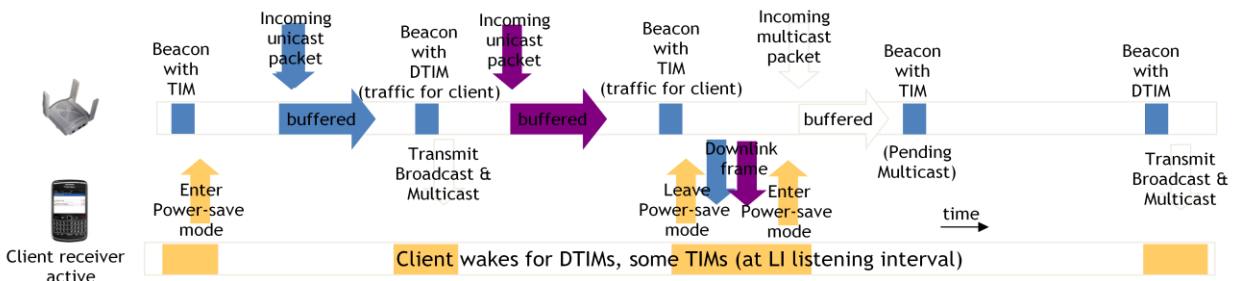 Beacon
with
TIM
Incoming
unicast
packet
Beacon
with
DTIM
(traffic for client)
Incoming
unicast
packet
Beacon
with
TIM
(traffic for client)
Incoming
multicast
packet
Beacon
with
TIM
Beacon
with
DTIM
buffered
buffered
buffered
Transmit
Broadcast &
Multicast
Downlink
frame
(Pending
Multicast)
Transmit
Broadcast &
Multicast
Enter
Power-save
mode
Leave
Power-save
mode
Enter
Power-save
mode
time
Client receiver
active
Client wakes for DTIMs, some TIMs (at LI listening interval)